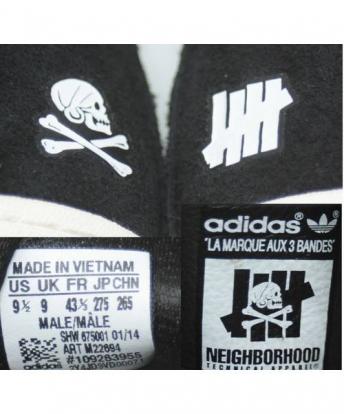 MADE IN VIETNAM
US UK FR JP CHN
9½ 9 43⅓ 275 265
MALE/MÂLE
SHW 675001 01/14
ART M22694
#109283955
adidas
"LA MARQUE AUX 3 BANDES"
NEIGHBORHOOD
TECHNICAL APPAREL